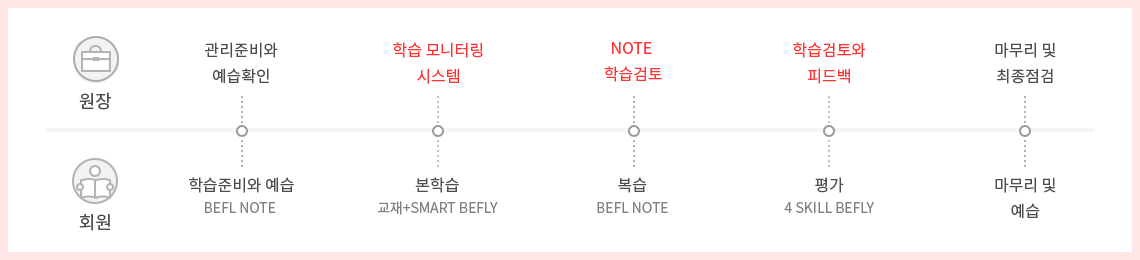 원장
관리준비와
예습확인
학습 모니터링
시스템
NOTE
학습검토
학습검토와
피드백
마무리 및
최종점검
회원
학습준비와 예습
BEFL NOTE
본학습
교재+SMART BEFLY
복습
BEFL NOTE
평가
4 SKILL BEFLY
마무리 및
예습